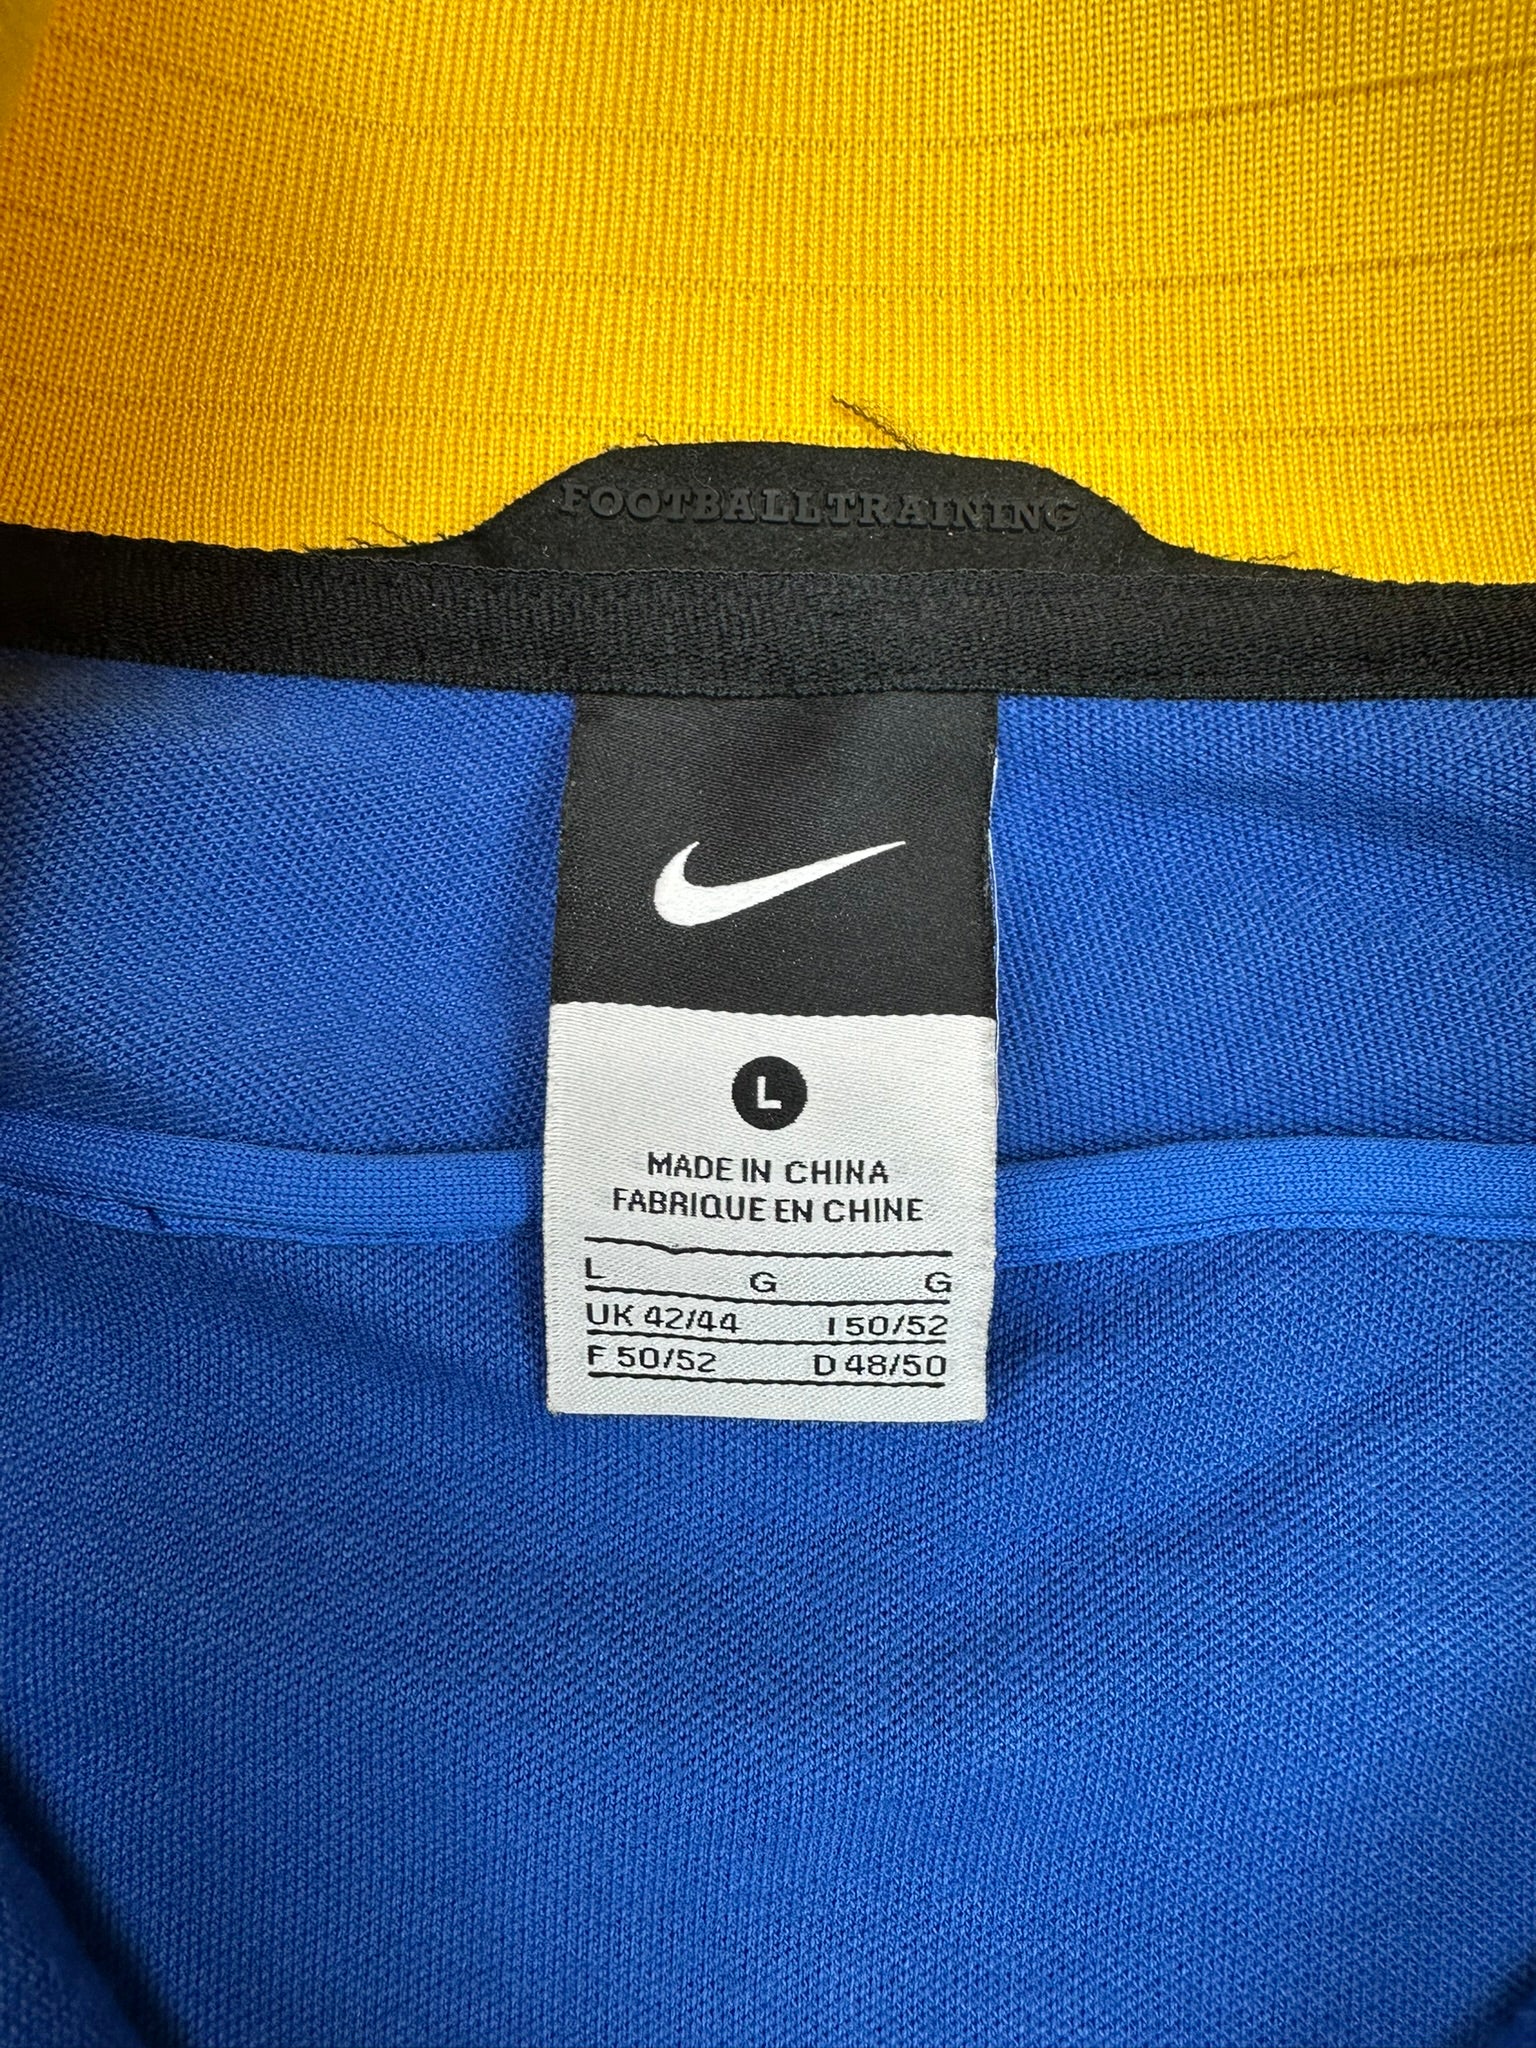 FOOTBALLTRAINING
L
MADE IN CHINA
FABRIQUE EN CHINE
L G G
UK 42/44 I 50/52
F 50/52 D 48/50